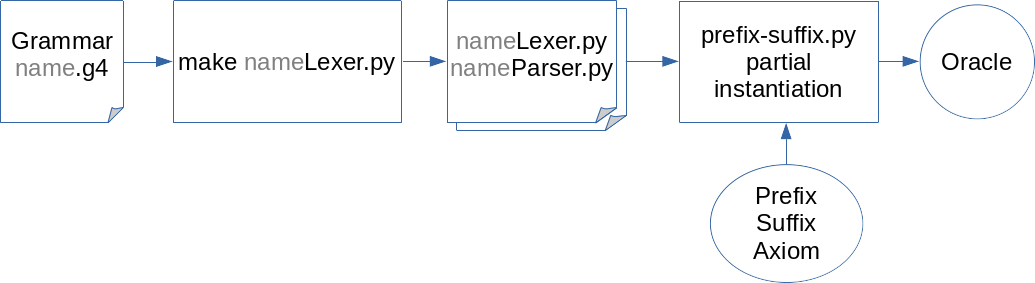 Grammar
name.g4
make nameLexer.py
nameLexer.py
nameParser.py
prefix-suffix.py
partial
instantiation
Oracle
Prefix
Suffix
Axiom